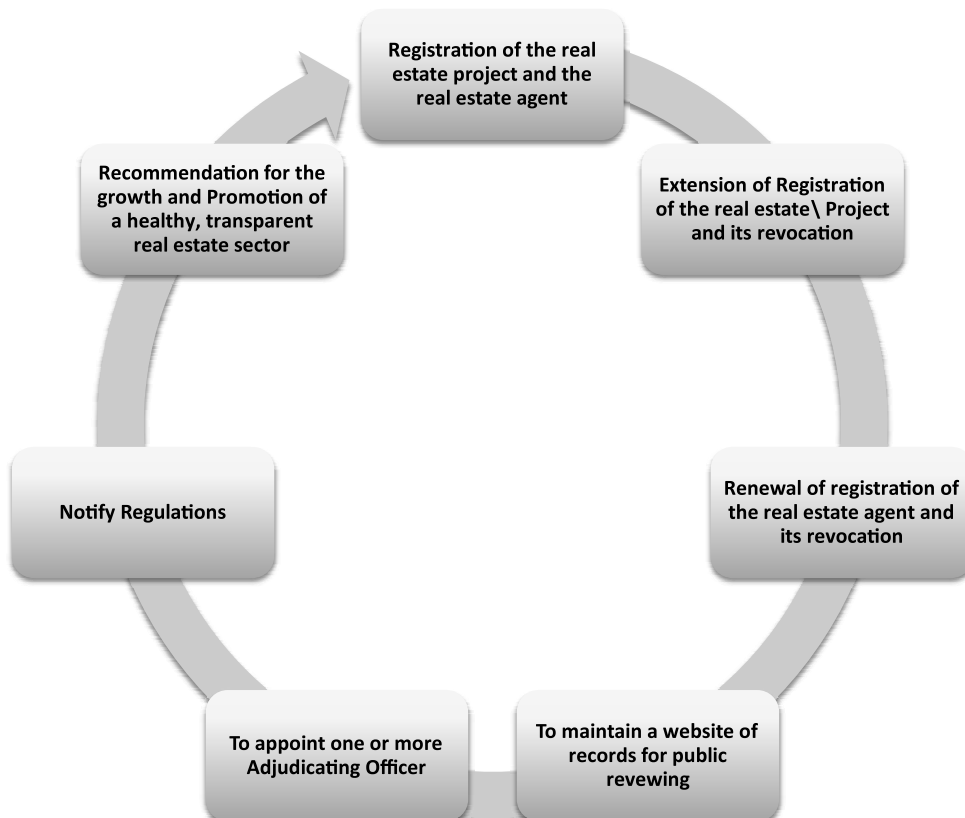 Registration of the real
estate project and the
real estate agent
Extension of Registration
of the real estate\ Project
and its revocation
Renewal of registration of
the real estate agent and
its revocation
To maintain a website of
records for public
revewing
To appoint one or more
Adjudicating Officer
Notify Regulations
Recommendation for the
growth and Promotion of
a healthy, transparent
real estate sector